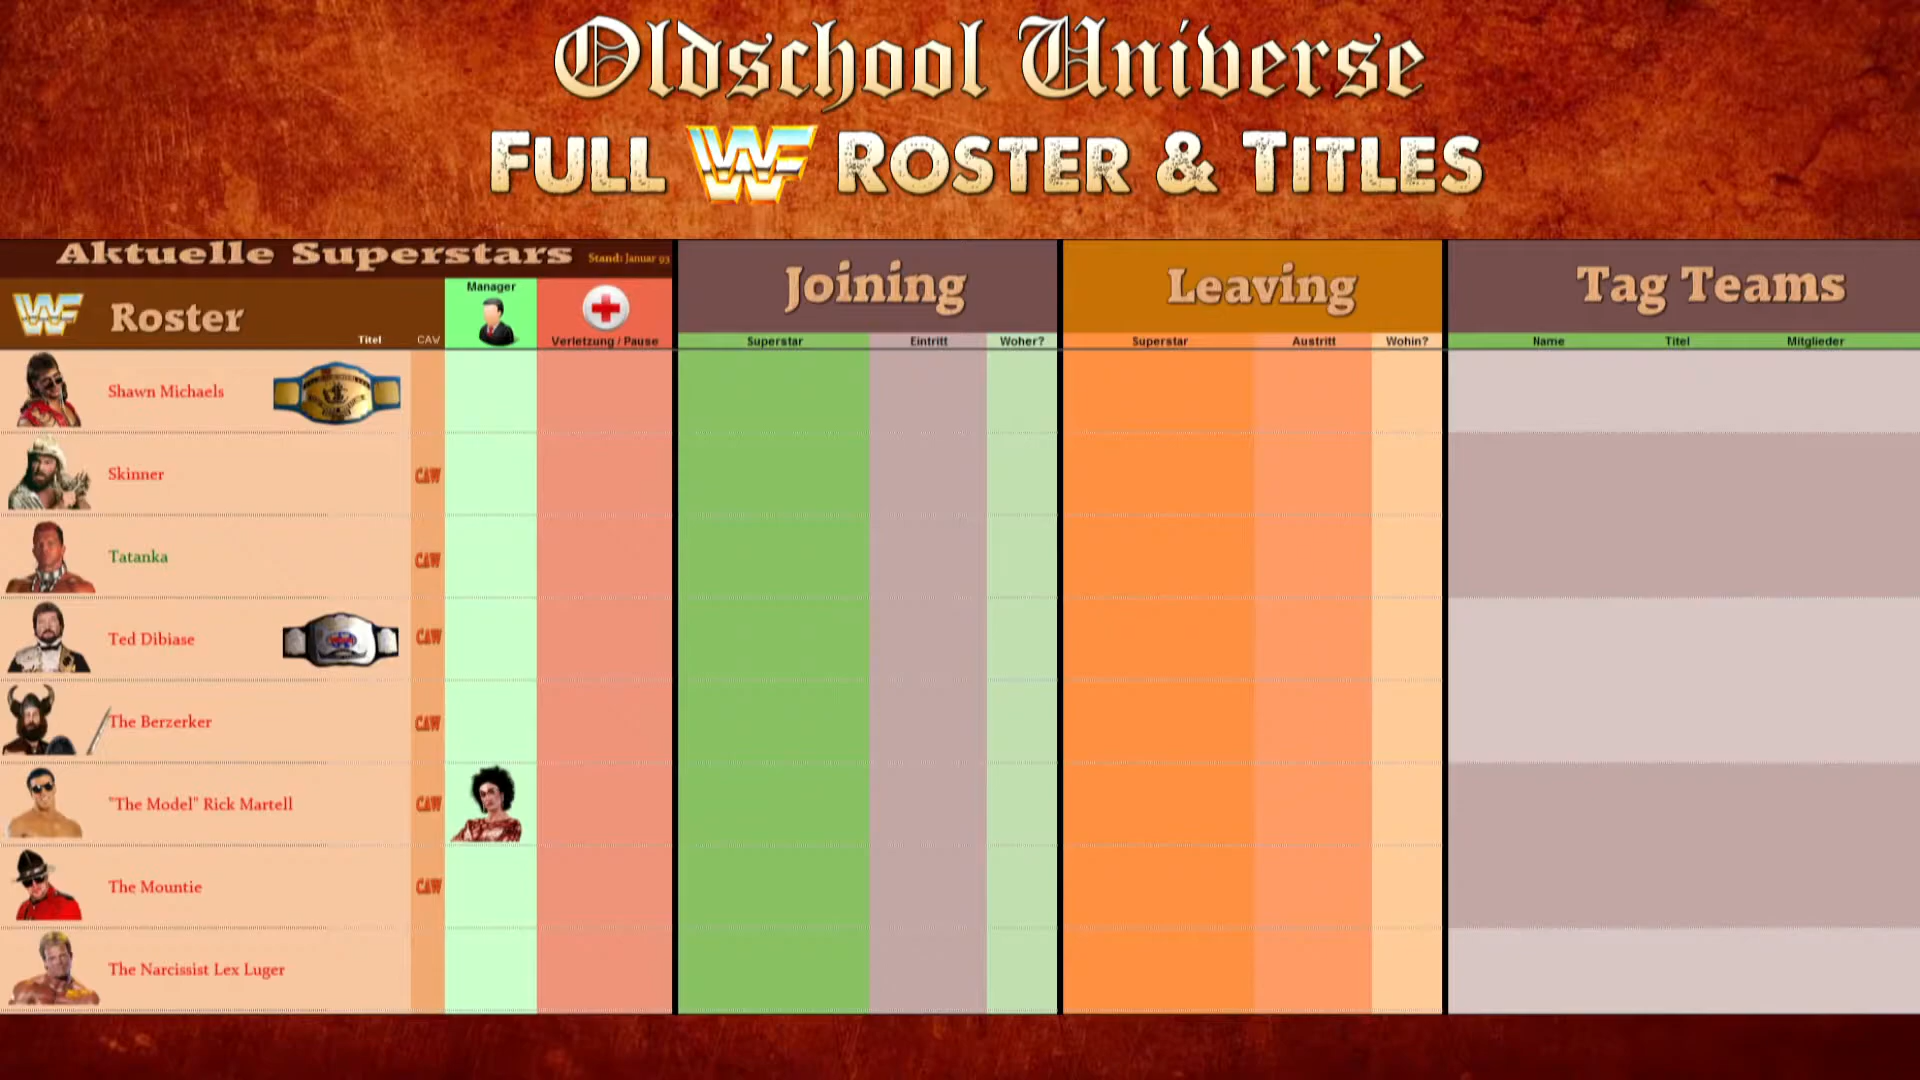 Oldschool Universe
FULL WF ROSTER & TITLES
Aktuelle Superstars Stand: Januar 93
WF Roster Titel CAW
Manager
Verletzung / Pause
Joining
Superstar Eintritt Woher?
Leaving
Superstar Austritt Wohin?
Tag Teams
Name Titel Mitglieder
Shawn Michaels
Skinner CAW
Tatanka CAW
Ted Dibiase CAW
The Berzerker CAW
"The Model" Rick Martell CAW
The Mountie CAW
The Narcissist Lex Luger